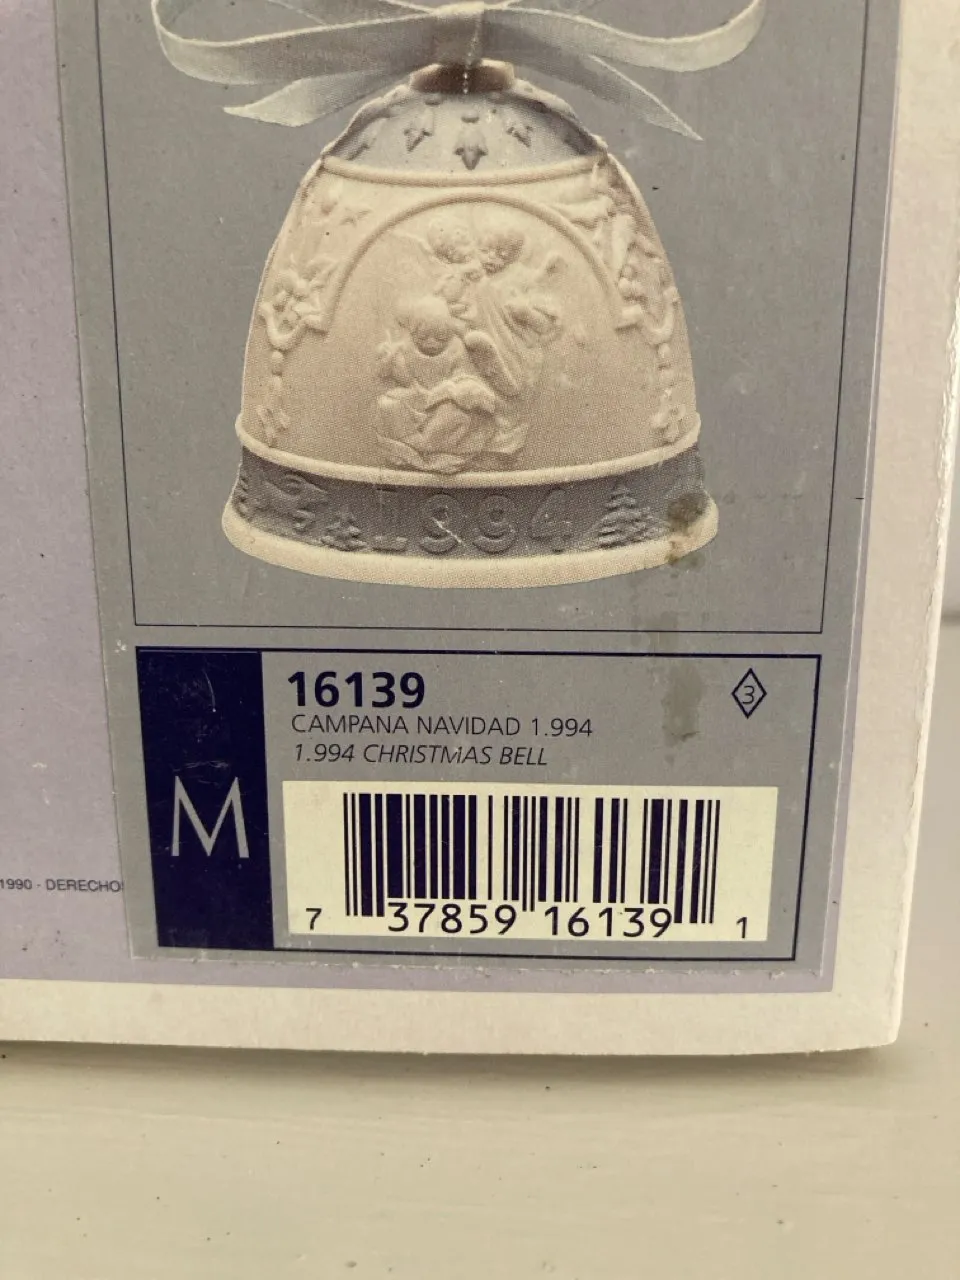 1994
16139
3
CAMPANA NAVIDAD 1.994
1.994 CHRISTMAS BELL
M
7 37859 16139 1
1990 - DERECHO